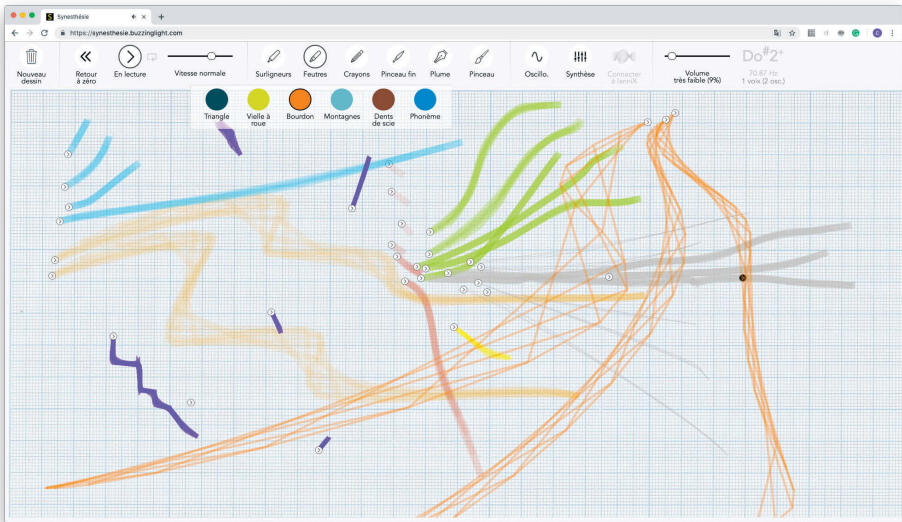 Synesthésie
https://synesthesie.buzzinglight.com
Nouveau
dessin
Retour
à zéro
En lecture
Vitesse normale
Surligneurs
Feutres
Crayons
Pinceau fin
Plume
Pinceau
Oscillo.
Synthèse
Connecter
à IanniX
Volume
très faible (9%)
Do#2+
70.87 Hz
1 voix (2 osc.)
Triangle
Vielle à
roue
Bourdon
Montagnes
Dents
de scie
Phonème